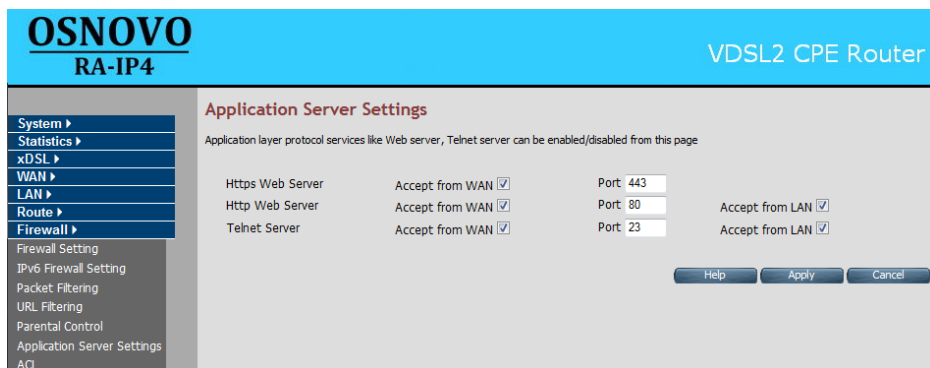 OSNOVO
RA-IP4
VDSL2 CPE Router
System
Statistics
xDSL
WAN
LAN
Route
Firewall
Firewall Setting
IPv6 Firewall Setting
Packet Filtering
URL Filtering
Parental Control
Application Server Settings
ACL
Application Server Settings
Application layer protocol services like Web server, Telnet server can be enabled/disabled from this page
Https Web Server Accept from WAN Port 443
Http Web Server Accept from WAN Port 80 Accept from LAN
Telnet Server Accept from WAN Port 23 Accept from LAN
Help Apply Cancel